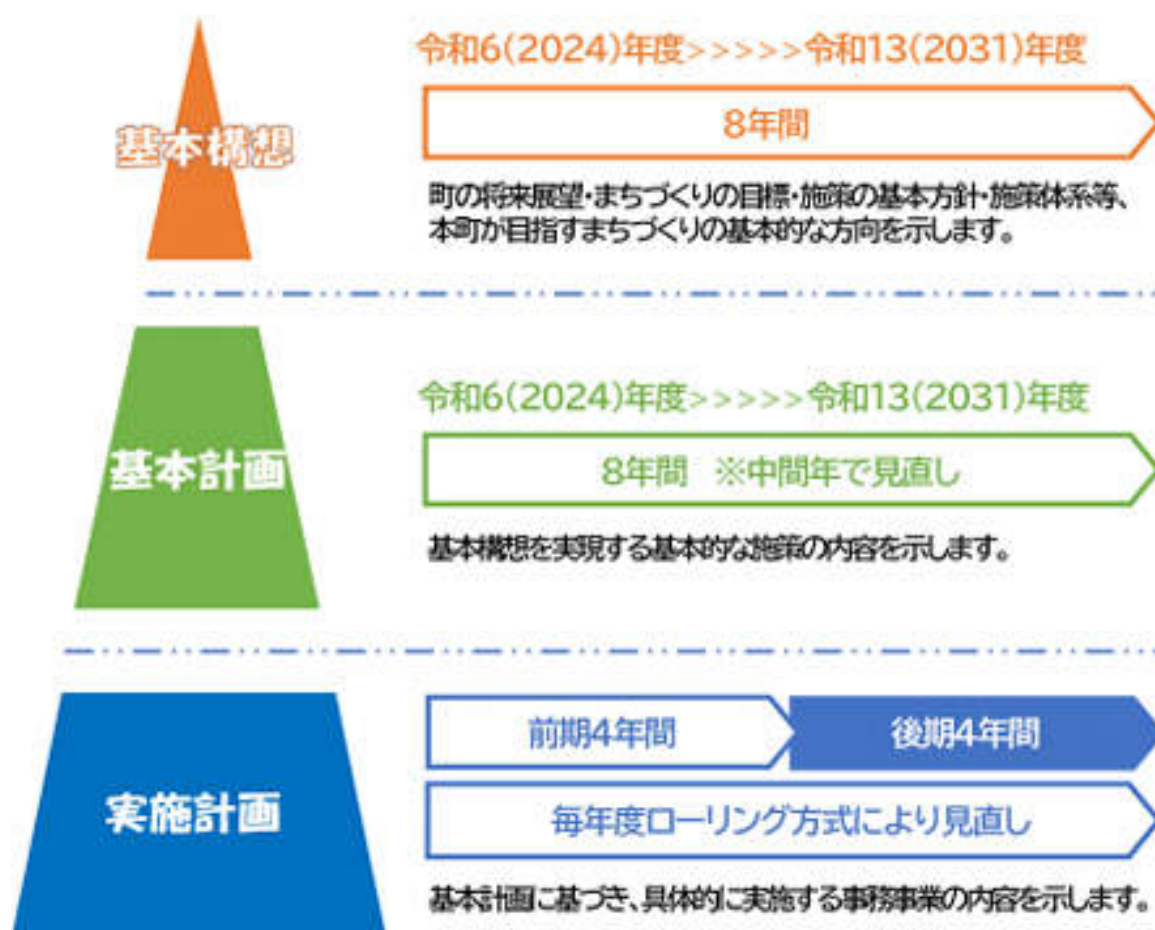 令和6(2024)年度>>>>>令和13(2031)年度
8年間
基本構想
町の将来展望・まちづくりの目標・施策の基本方針・施策体系等、
本町が目指すまちづくりの基本的な方向を示します。
令和6(2024)年度>>>>>令和13(2031)年度
基本計画
8年間 ※中間年で見直し
基本構想を実現する基本的な施策の内容を示します。
前期4年間 後期4年間
実施計画
毎年度ローリング方式により見直し
基本計画に基づき、具体的に実施する事務事業の内容を示します。